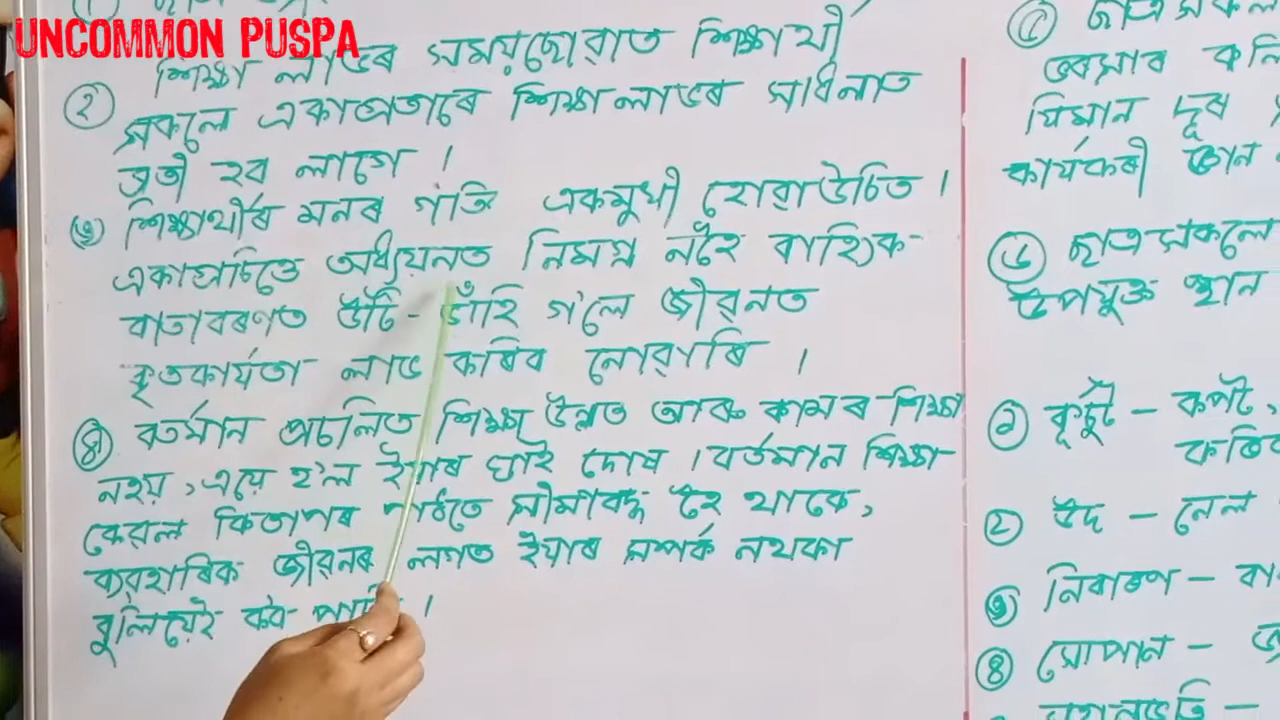 UNCOMMON PUSPA
শিক্ষা লাভৰ সময়ছোৱাত শিক্ষাৰ্থী
২ সকলে একাগ্ৰতাৰে শিক্ষালাভৰ সাধনাত
ব্ৰতী হ'ব লাগে ।
৩ শিক্ষাৰ্থীৰ মনৰ গতি একমুখী হোৱা উচিত ।
একাগ্ৰচিত্তে অধ্যয়নত নিমগ্ন নহৈ বাহ্যিক
বাতাবৰণত উটি-ভাঁহি গ'লে জীৱনত
কৃতকাৰ্যতা লাভ কৰিব নোৱাৰি ।
৪ বৰ্তমান প্ৰচলিত শিক্ষা উন্নত আৰু কামৰ শিক্ষা
নহয়, এয়ে হ'ল ইয়াৰ ঘাই দোষ । বৰ্তমান শিক্ষা
কেৱল কিতাপৰ পাঠতে সীমাবদ্ধ হৈ থাকে,
ব্যৱহাৰিক জীৱনৰ লগত ইয়াৰ সম্পৰ্ক নথকা
বুলিয়েই ক'ব পাৰি ।
৫ ছাত্ৰ সকল
যিমান দূৰ
কাৰ্যকৰী
৬ ছাত্ৰসকলে
উপযুক্ত স্থান
১ কূট – কপট,
২ উদ –
৩ নিবাৰণ –
৪ সোপান –